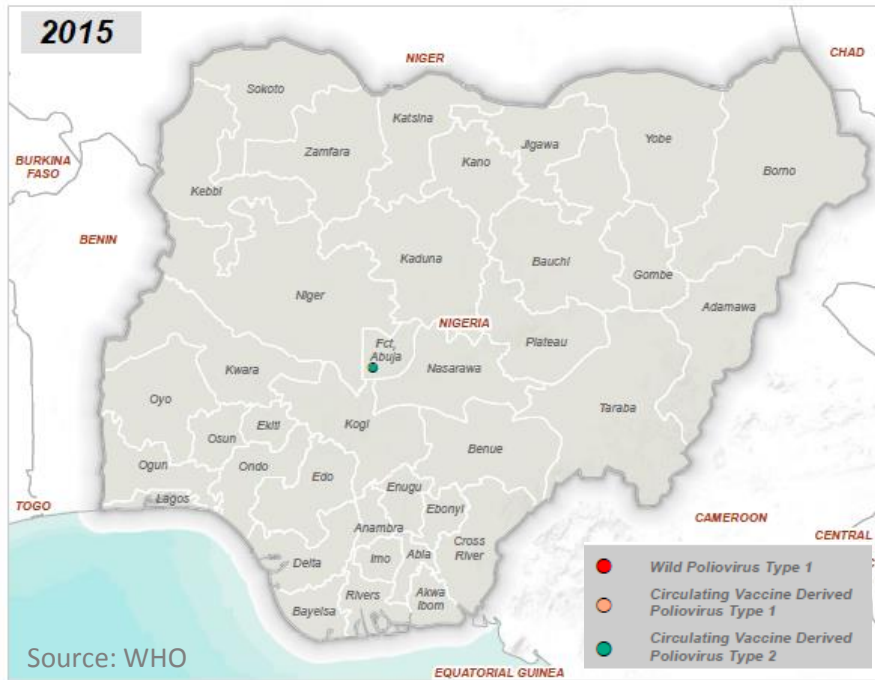 2015
NIGER
CHAD
Sokoto
Katsina
Yobe
Zamfara
Jigawa
Kano
Borno
BURKINA
FASO
Kebbi
BENIN
Kaduna
Bauchi
Gombe
Niger
Adamawa
NIGERIA
Fct,
Abuja
Plateau
Nasarawa
Kwara
Oyo
Taraba
Kogi
Ekiti
Osun
Benue
Ogun
Ondo
Edo
Enugu
Lagos
TOGO
Ebonyi
CAMEROON
Anambra
CENTRAL
Cross
River
Delta
Imo
Abia
Rivers
Akwa
Ibom
Bayelsa
Wild Poliovirus Type 1
Circulating Vaccine Derived
Poliovirus Type 1
Circulating Vaccine Derived
Poliovirus Type 2
Source: WHO
EQUATORIAL GUINEA